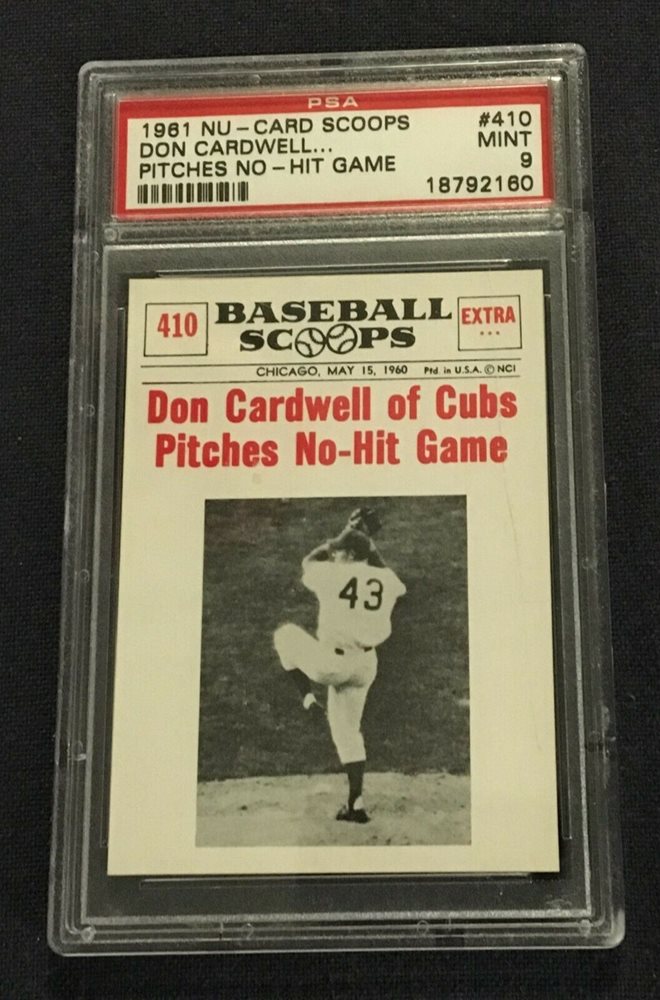 PSA
1961 NU-CARD SCOOPS #410
DON CARDWELL... MINT
PITCHES NO-HIT GAME 9
18792160
410 BASEBALL SCOOPS EXTRA
CHICAGO, MAY 15, 1960 Ptd. in U.S.A. © NCI
Don Cardwell of Cubs
Pitches No-Hit Game
43